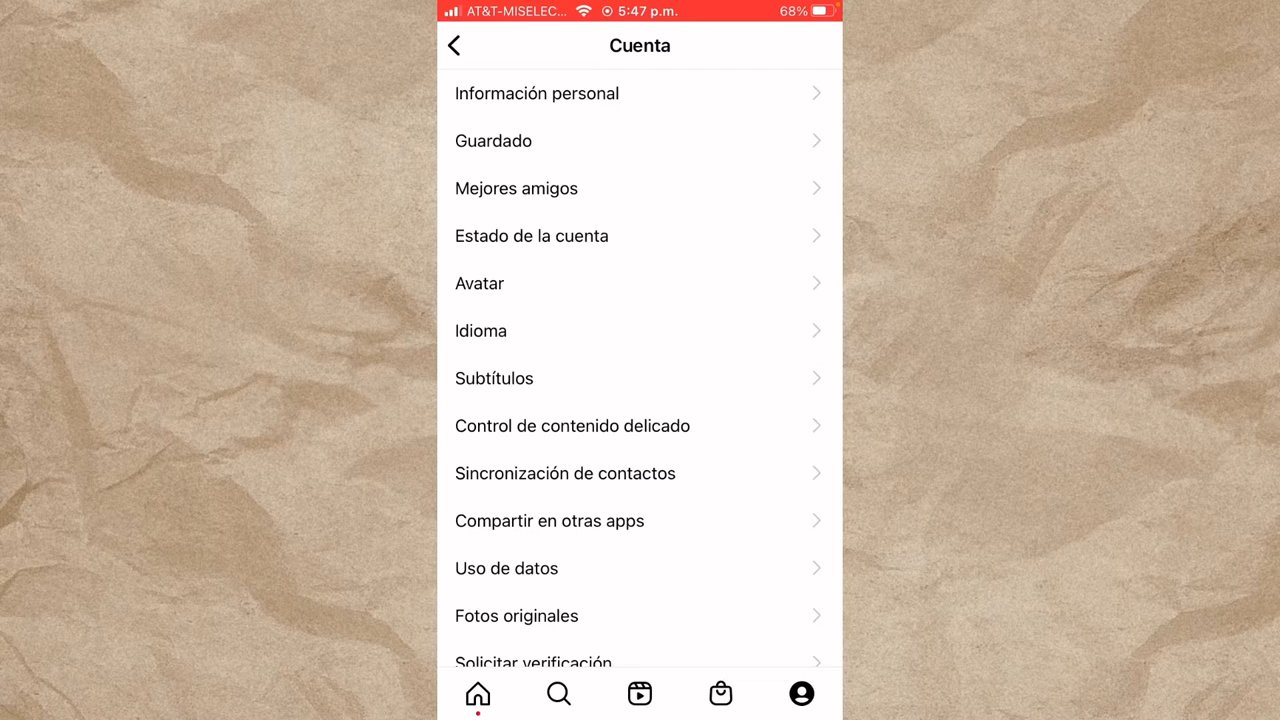 AT&T-MISELEC... 5:47 p.m. 68%
Cuenta
Información personal
Guardado
Mejores amigos
Estado de la cuenta
Avatar
Idioma
Subtítulos
Control de contenido delicado
Sincronización de contactos
Compartir en otras apps
Uso de datos
Fotos originales
Solicitar verificación